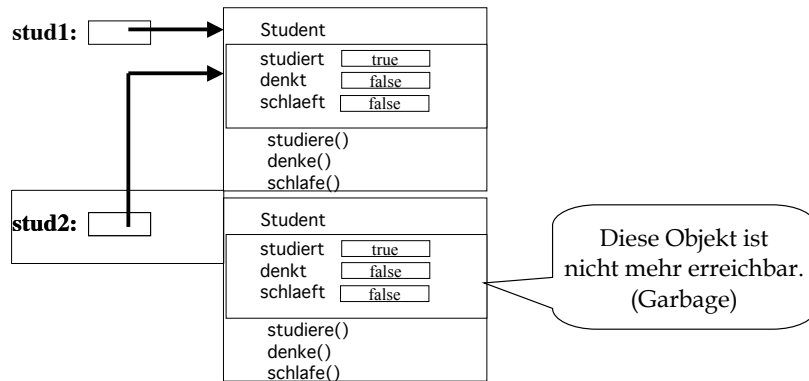 stud1:
Student
studiert true
denkt false
schlaeft false
studiere()
denke()
schlafe()
stud2:
Student
studiert true
denkt false
schlaeft false
studiere()
denke()
schlafe()
Diese Objekt ist
nicht mehr erreichbar.
(Garbage)